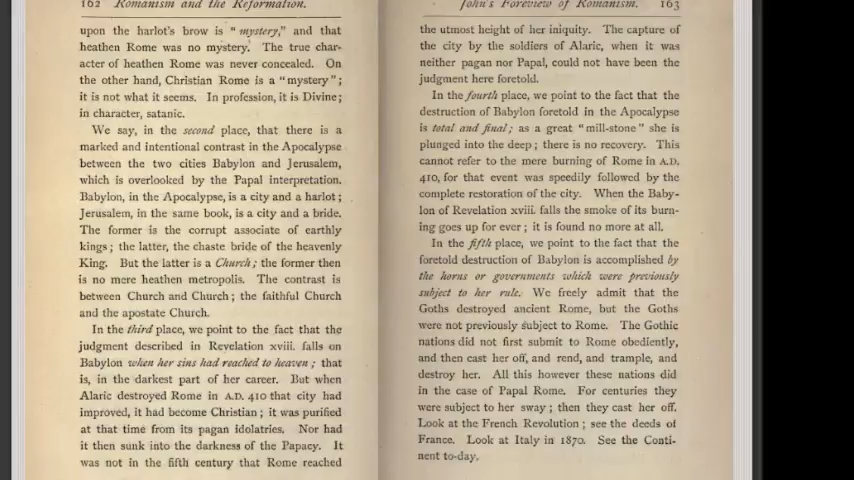 162 Romanism and the Reformation.
upon the harlot's brow is "mystery," and that
heathen Rome was no mystery. The true char-
acter of heathen Rome was never concealed. On
the other hand, Christian Rome is a "mystery";
it is not what it seems. In profession, it is Divine;
in character, satanic.
We say, in the second place, that there is a
marked and intentional contrast in the Apocalypse
between the two cities Babylon and Jerusalem,
which is overlooked by the Papal interpretation.
Babylon, in the Apocalypse, is a city and a harlot;
Jerusalem, in the same book, is a city and a bride.
The former is the corrupt associate of earthly
kings; the latter, the chaste bride of the heavenly
King. But the latter is a Church; the former then
is no mere heathen metropolis. The contrast is
between Church and Church; the faithful Church
and the apostate Church.
In the third place, we point to the fact that the
judgment described in Revelation xviii. falls on
Babylon when her sins had reached to heaven; that
is, in the darkest part of her career. But when
Alaric destroyed Rome in A.D. 410 that city had
improved, it had become Christian; it was purified
at that time from its pagan idolatries. Nor had
it then sunk into the darkness of the Papacy. It
was not in the fifth century that Rome reached
John's Foreview of Romanism. 163
the utmost height of her iniquity. The capture of
the city by the soldiers of Alaric, when it was
neither pagan nor Papal, could not have been the
judgment here foretold.
In the fourth place, we point to the fact that the
destruction of Babylon foretold in the Apocalypse
is total and final; as a great "mill-stone" she is
plunged into the deep; there is no recovery. This
cannot refer to the mere burning of Rome in A.D.
410, for that event was speedily followed by the
complete restoration of the city. When the Baby-
lon of Revelation xviii. falls the smoke of its burn-
ing goes up for ever; it is found no more at all.
In the fifth place, we point to the fact that the
foretold destruction of Babylon is accomplished by
the horns or governments which were previously
subject to her rule. We freely admit that the
Goths destroyed ancient Rome, but the Goths
were not previously subject to Rome. The Gothic
nations did not first submit to Rome obediently,
and then cast her off, and rend, and trample, and
destroy her. All this however these nations did
in the case of Papal Rome. For centuries they
were subject to her sway; then they cast her off.
Look at the French Revolution; see the deeds of
France. Look at Italy in 1870. See the Conti-
nent to-day.